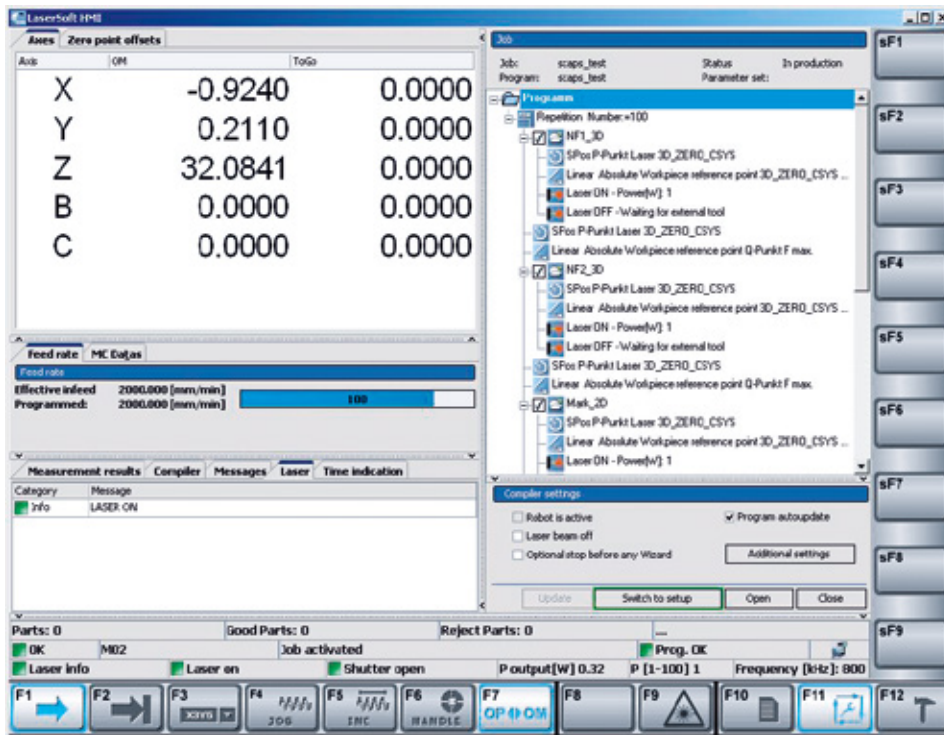 LaserSoft HMI
Axes Zero point offsets
Axis OM ToGo
X -0.9240 0.0000
Y 0.2110 0.0000
Z 32.0841 0.0000
B 0.0000 0.0000
C 0.0000 0.0000
Feed rate MC Datas
Feed rate
Effective infeed 2000.000 [mm/min]
Programmed: 2000.000 [mm/min]
100
Measurement results Compiler Messages Laser Time indication
Category Message
Info LASER ON
Job
Job: scaps_test Status In production
Program: scaps_test Parameter set:
Programm
Repetition Number:=100
NF1_3D
SPos P-Punkt Laser 3D_ZERO_CSYS
Linear Absolute Workpiece reference point 3D_ZERO_CSYS ...
Laser ON - Power[W]: 1
Laser OFF - Waiting for external tool
SPos P-Punkt Laser 3D_ZERO_CSYS
Linear Absolute Workpiece reference point Q-Punkt F max.
NF2_3D
SPos P-Punkt Laser 3D_ZERO_CSYS
Linear Absolute Workpiece reference point 3D_ZERO_CSYS ...
Laser ON - Power[W]: 1
Laser OFF - Waiting for external tool
SPos P-Punkt Laser 3D_ZERO_CSYS
Linear Absolute Workpiece reference point Q-Punkt F max.
Mark_2D
SPos P-Punkt Laser 3D_ZERO_CSYS
Linear Absolute Workpiece reference point 3D_ZERO_CSYS ...
Laser ON - Power[W]: 1
Compiler settings
Robot is active Program autoupdate
Laser beam off
Optional stop before any Wizard Additional settings
Update Switch to setup Open Close
sF1
sF2
sF3
sF4
sF5
sF6
sF7
sF8
sF9
Parts: 0 Good Parts: 0 Reject Parts: 0 ...
OK M02 Job activated Prog. OK
Laser info Laser on Shutter open P output[W] 0.32 P [1-100] 1 Frequency [kHz]: 800
F1 F2 F3 F4 JOG F5 INC F6 HANDLE F7 OP OM F8 F9 F10 F11 F12